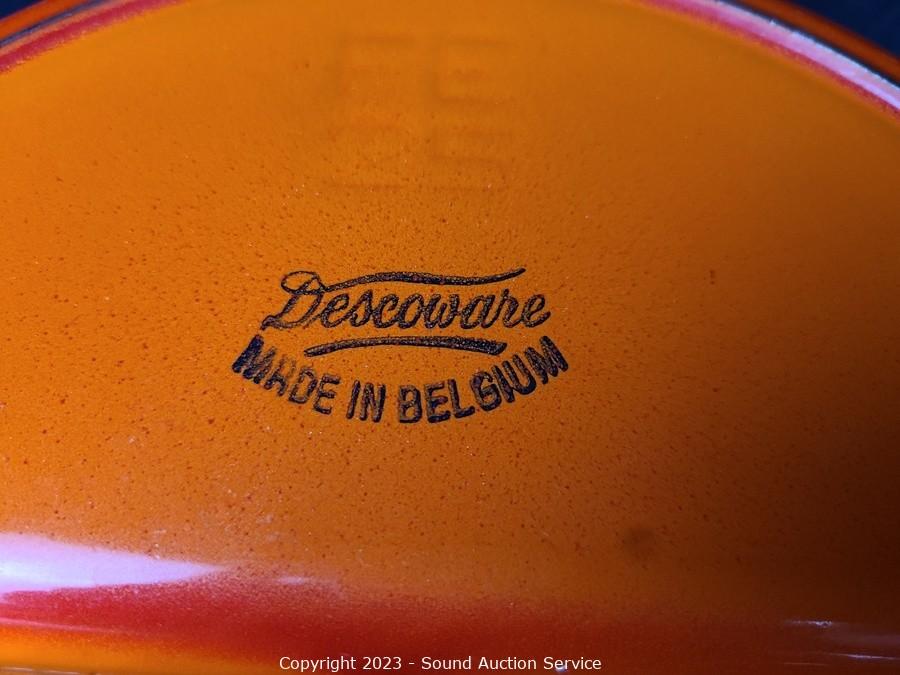 Descoware
MADE IN BELGIUM
Copyright 2023 - Sound Auction Service